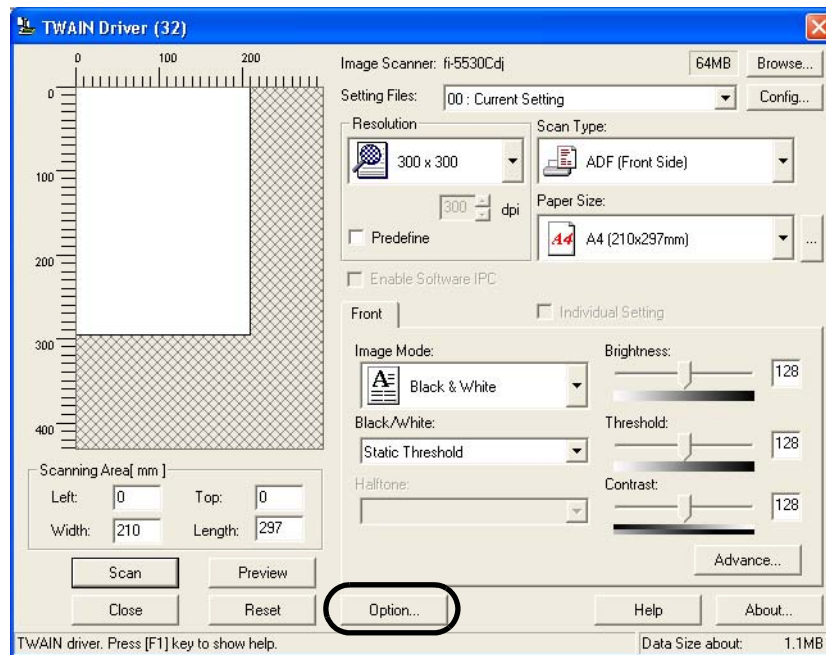 TWAIN Driver (32)
0 100 200
0
100
200
300
400
Image Scanner: fi-5530Cdj 64MB Browse...
Setting Files: 00 : Current Setting Config...
Resolution
300 x 300
300 dpi
Predefine
Scan Type:
ADF (Front Side)
Paper Size:
A4 A4 (210x297mm) ...
Enable Software IPC
Front Individual Setting
Image Mode:
A Black & White
Black/White:
Static Threshold
Halftone:
Brightness:
128
Threshold:
128
Contrast:
128
Advance...
Scanning Area[ mm ]
Left: 0 Top: 0
Width: 210 Length: 297
Scan Preview
Close Reset Option... Help About...
TWAIN driver. Press [F1] key to show help. Data Size about: 1.1MB